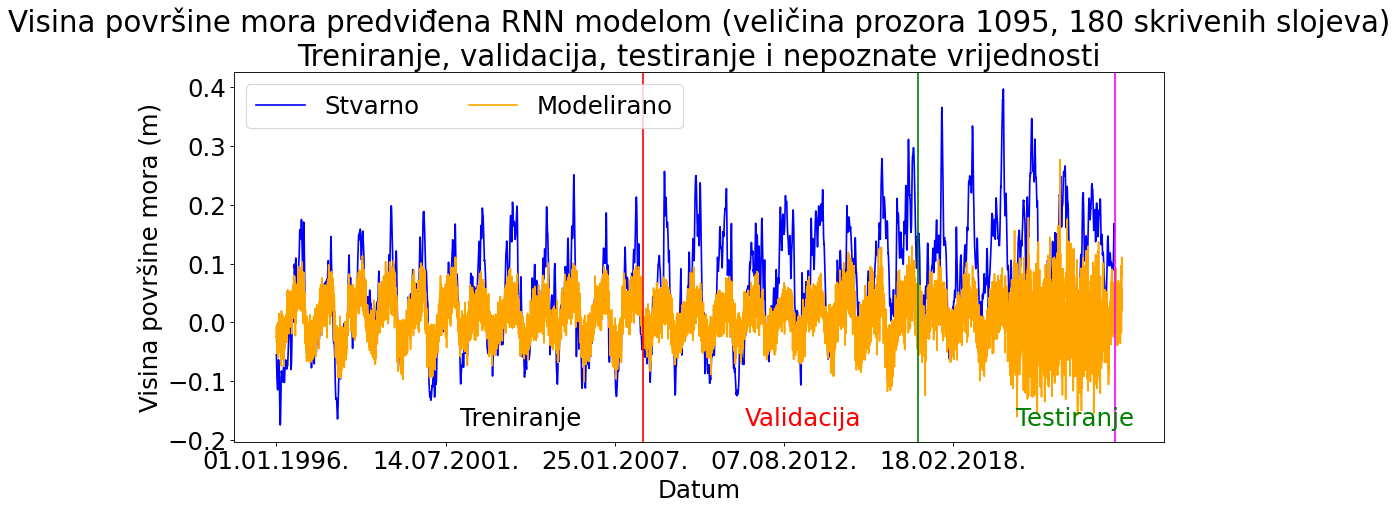 Visina površine mora predviđena RNN modelom (veličina prozora 1095, 180 skrivenih slojeva)
Treniranje, validacija, testiranje i nepoznate vrijednosti
Stvarno Modelirano
Visina površine mora (m)
0.4
0.3
0.2
0.1
0.0
−0.1
−0.2
Treniranje Validacija Testiranje
01.01.1996. 14.07.2001. 25.01.2007. 07.08.2012. 18.02.2018.
Datum